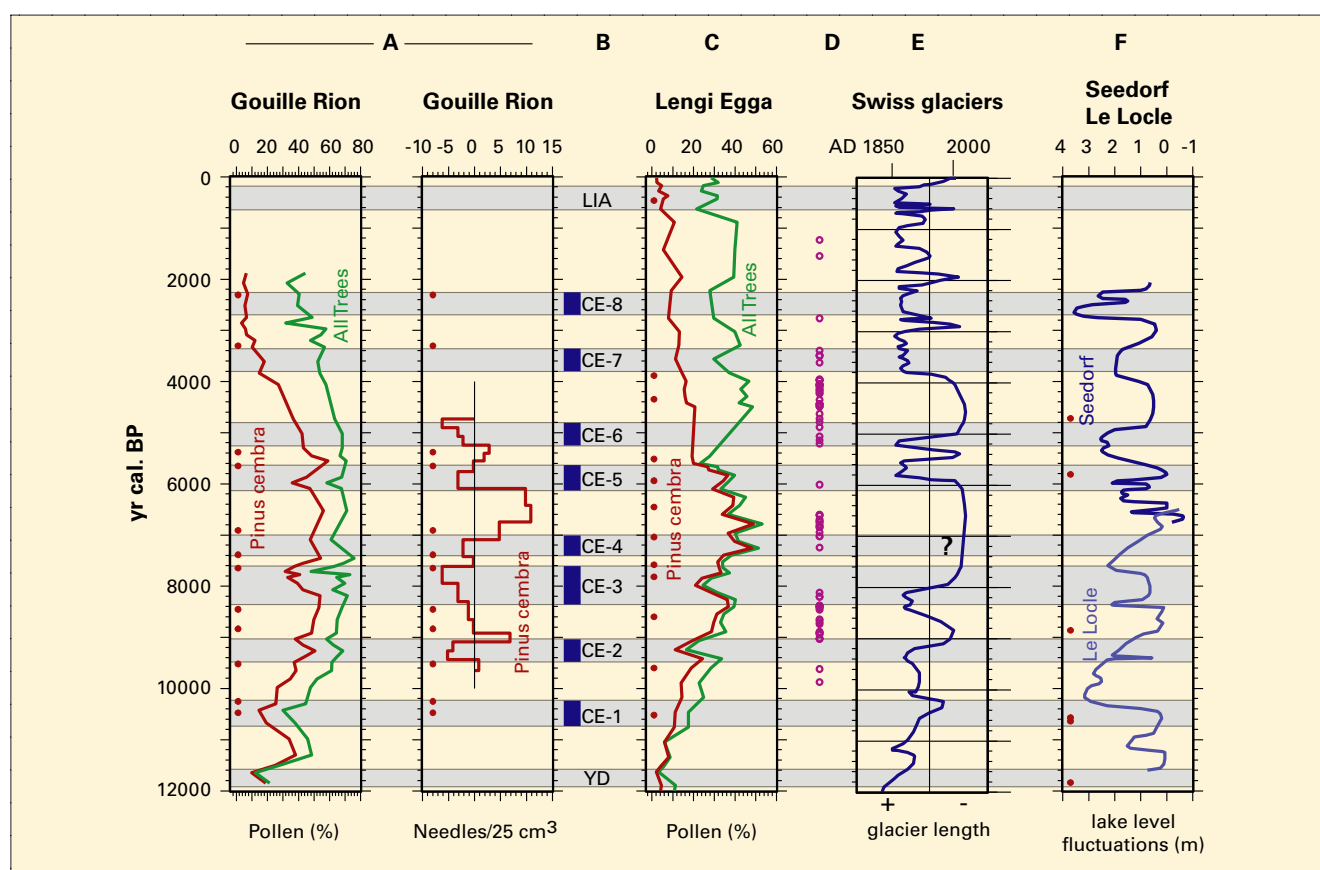 A B C D E F
Gouille Rion Gouille Rion Lengi Egga Swiss glaciers Seedorf
Le Locle
0 20 40 60 80 -10 -5 0 5 10 15 0 20 40 60 AD 1850 2000 4 3 2 1 0 -1
yr cal. BP
0
2000
4000
6000
8000
10000
12000
Pinus cembra
All Trees
Pinus cembra
LIA
CE-8
CE-7
CE-6
CE-5
CE-4
CE-3
CE-2
CE-1
YD
Pinus cembra
All Trees
?
Seedorf
Le Locle
+ -
Pollen (%) Needles/25 cm3 Pollen (%) glacier length lake level
fluctuations (m)